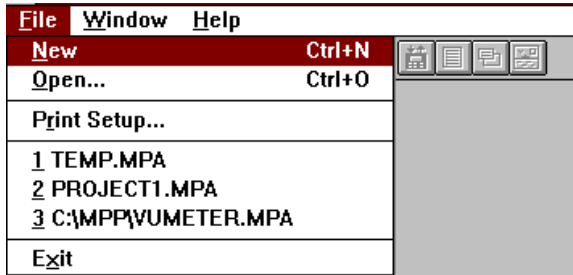 File Window Help
New Ctrl+N
Open... Ctrl+O
Print Setup...
1 TEMP.MPA
2 PROJECT1.MPA
3 C:\MPP\VUMETER.MPA
Exit